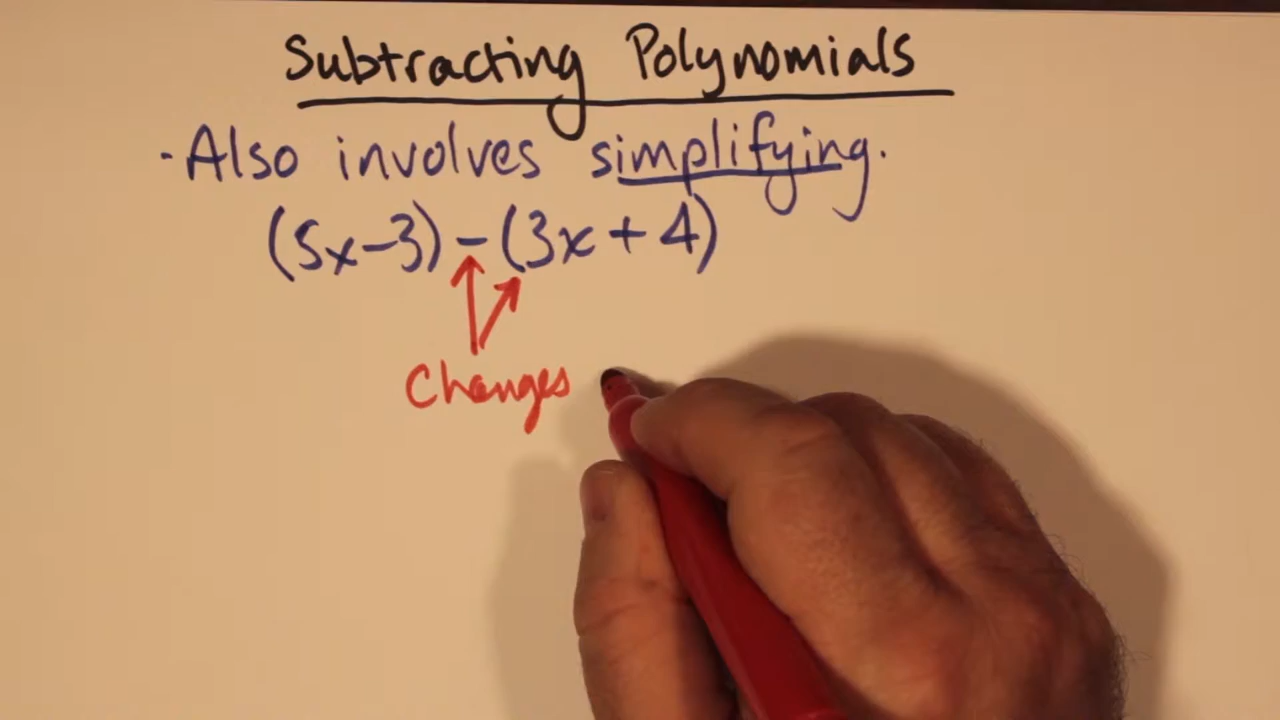 Subtracting Polynomials
·Also involves simplifying.
(5x-3)-(3x+4)
Changes